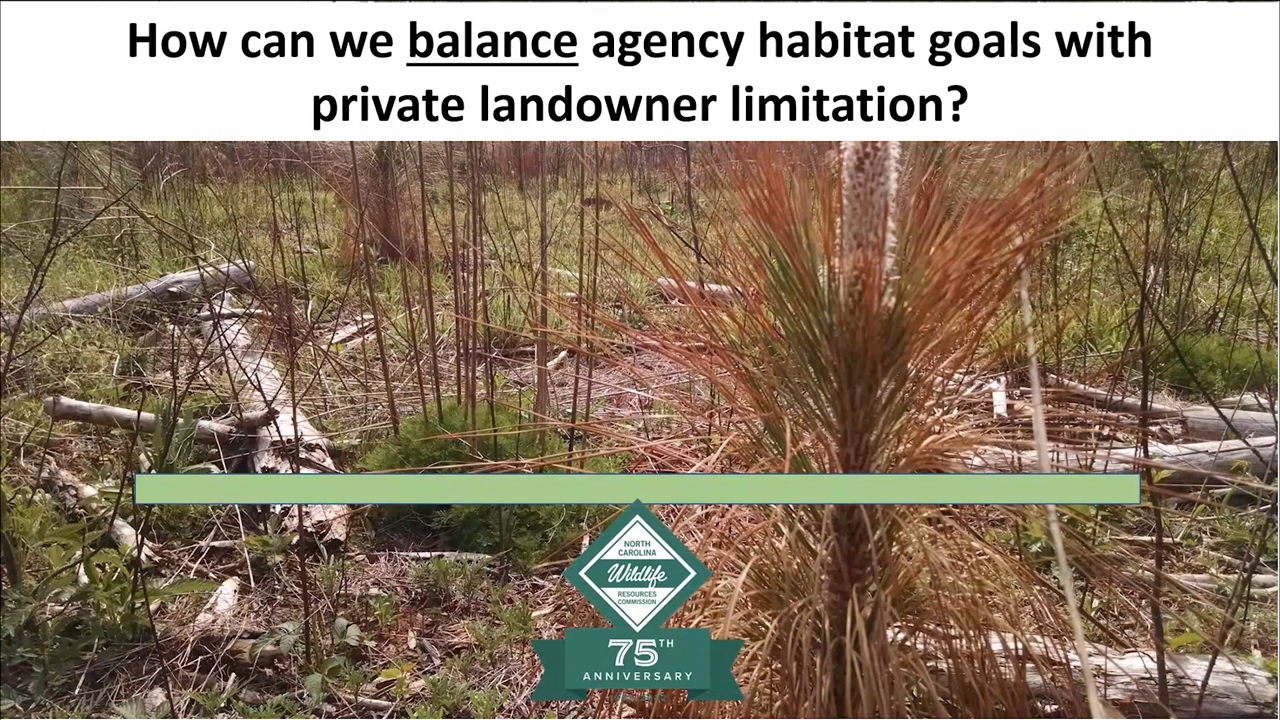 How can we balance agency habitat goals with
private landowner limitation?
NORTH
CAROLINA
Wildlife
RESOURCES
COMMISSION
75TH
ANNIVERSARY